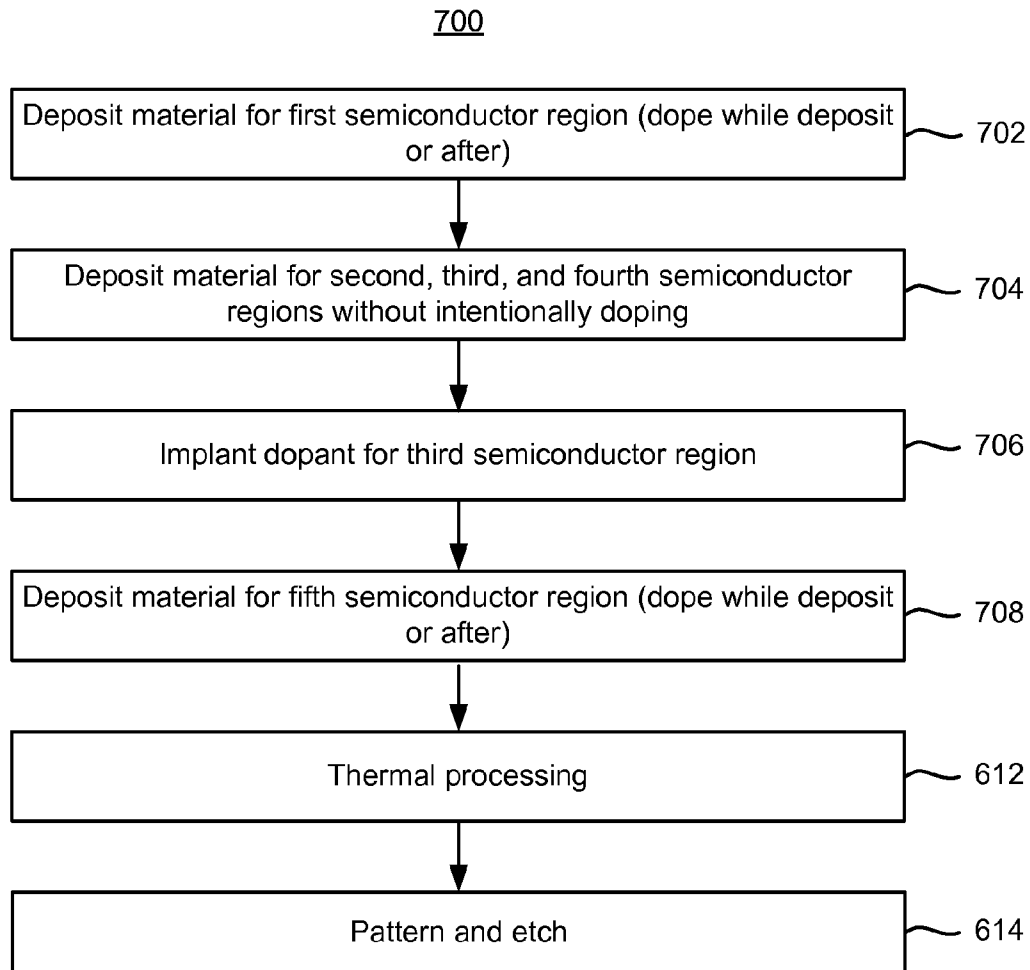 700
Deposit material for first semiconductor region (dope while deposit
or after)
702
Deposit material for second, third, and fourth semiconductor
regions without intentionally doping
704
Implant dopant for third semiconductor region
706
Deposit material for fifth semiconductor region (dope while deposit
or after)
708
Thermal processing
612
Pattern and etch
614